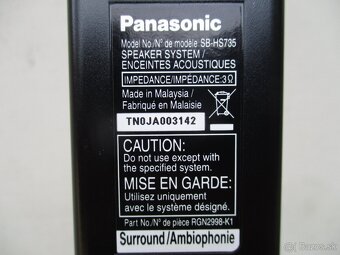 Panasonic
Model No./N° de modèle SB-HS735
SPEAKER SYSTEM /
ENCEINTES ACOUSTIQUES
IMPEDANCE/IMPÉDANCE :3Ω
Made in Malaysia /
Fabriqué en Malaisie
TN0JA003142
CAUTION:
Do not use except with
the specified system.
MISE EN GARDE:
Utilisez uniquement
avec le système désigné.
Part No./N° de pièce RGN2998-K1
Surround/Ambiophonie
bazos.sk